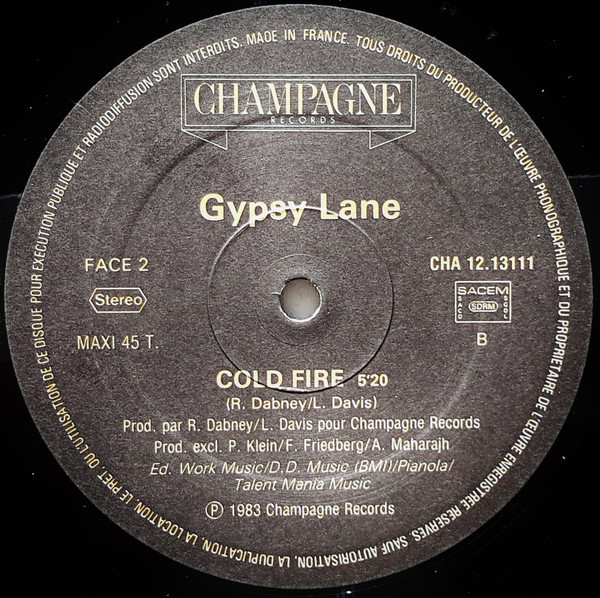 MADE IN FRANCE. TOUS DROITS DU PRODUCTEUR DE L'ŒUVRE PHONOGRAPHIQUE ET DU PROPRIETAIRE DE L'ŒUVRE ENREGISTREE RESERVES. SAUF AUTORISATION, LA DUPLICATION, LA LOCATION, LE PRET, OU L'UTILISATION DE CE DISQUE POUR EXECUTION PUBLIQUE ET RADIODIFFUSION SONT INTERDITS.
CHAMPAGNE
RECORDS
Gypsy Lane
FACE 2
CHA 12.13111
Stereo
SACEM
SACD
SDRM
SGDL
MAXI 45 T.
B
COLD FIRE 5'20
(R. Dabney/L. Davis)
Prod. par R. Dabney/L. Davis pour Champagne Records
Prod. excl. P. Klein/F. Friedberg/A. Maharajh
Ed. Work Music/D.D. Music (BMI)/Pianola/
Talent Mania Music
Ⓟ 1983 Champagne Records